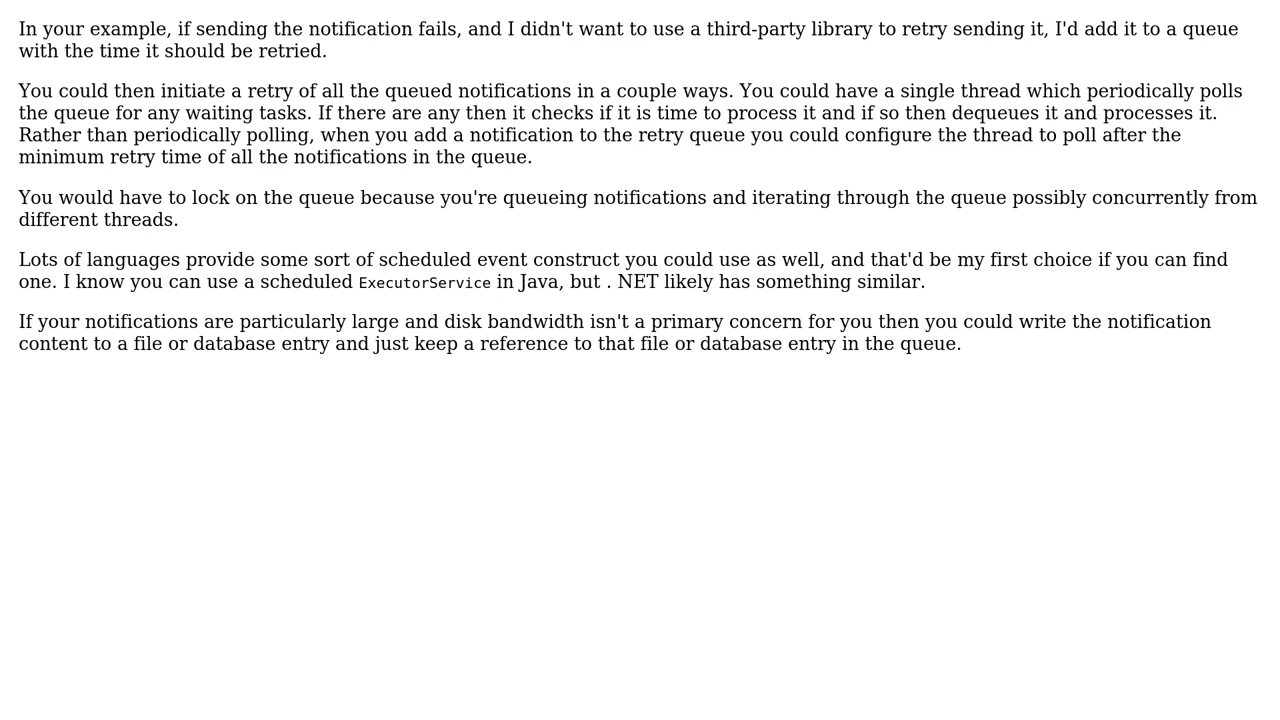 In your example, if sending the notification fails, and I didn't want to use a third-party library to retry sending it, I'd add it to a queue
with the time it should be retried.
You could then initiate a retry of all the queued notifications in a couple ways. You could have a single thread which periodically polls
the queue for any waiting tasks. If there are any then it checks if it is time to process it and if so then dequeues it and processes it.
Rather than periodically polling, when you add a notification to the retry queue you could configure the thread to poll after the
minimum retry time of all the notifications in the queue.
You would have to lock on the queue because you're queueing notifications and iterating through the queue possibly concurrently from
different threads.
Lots of languages provide some sort of scheduled event construct you could use as well, and that'd be my first choice if you can find
one. I know you can use a scheduled ExecutorService in Java, but . NET likely has something similar.
If your notifications are particularly large and disk bandwidth isn't a primary concern for you then you could write the notification
content to a file or database entry and just keep a reference to that file or database entry in the queue.